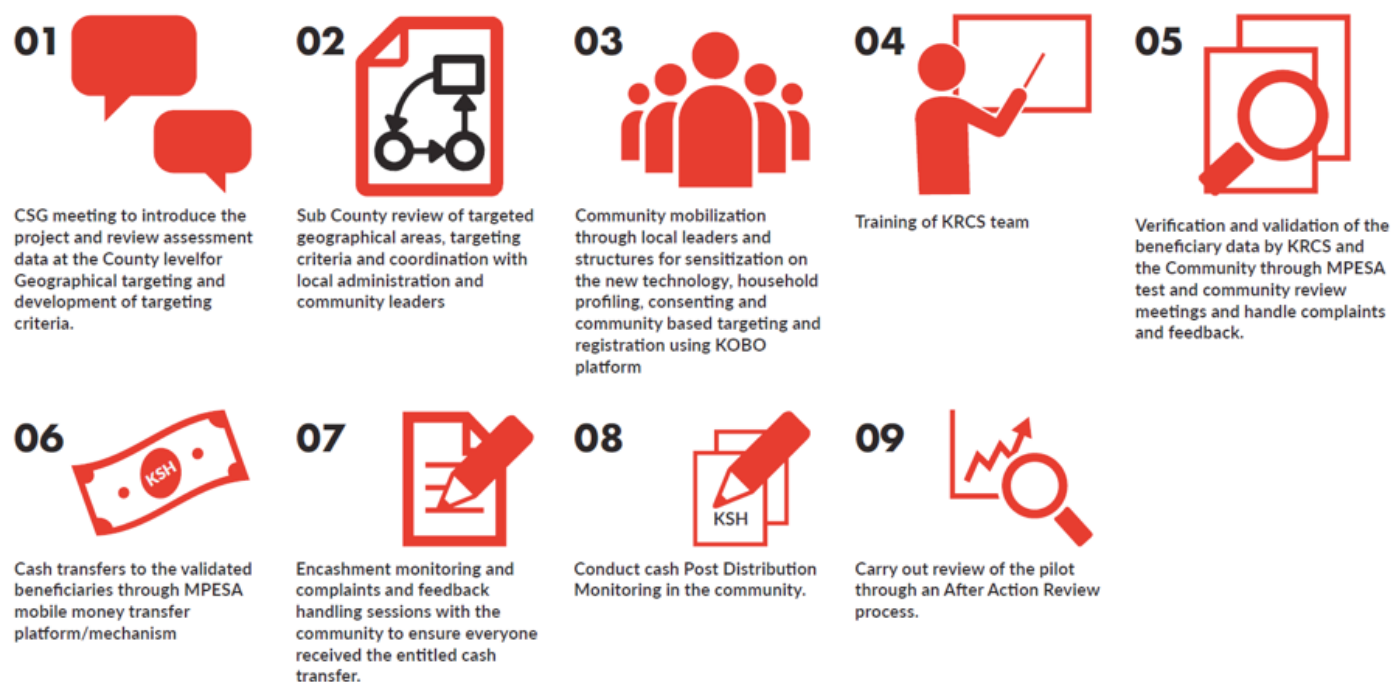 01
CSG meeting to introduce the
project and review assessment
data at the County levelfor
Geographical targeting and
development of targeting
criteria.
02
Sub County review of targeted
geographical areas, targeting
criteria and coordination with
local administration and
community leaders
03
Community mobilization
through local leaders and
structures for sensitization on
the new technology, household
profiling, consenting and
community based targeting and
registration using KOBO
platform
04
Training of KRCS team
05
Verification and validation of the
beneficiary data by KRCS and
the Community through MPESA
test and community review
meetings and handle complaints
and feedback.
06
KSH
Cash transfers to the validated
beneficiaries through MPESA
mobile money transfer
platform/mechanism
07
Encashment monitoring and
complaints and feedback
handling sessions with the
community to ensure everyone
received the entitled cash
transfer.
08
KSH
Conduct cash Post Distribution
Monitoring in the community.
09
Carry out review of the pilot
through an After Action Review
process.